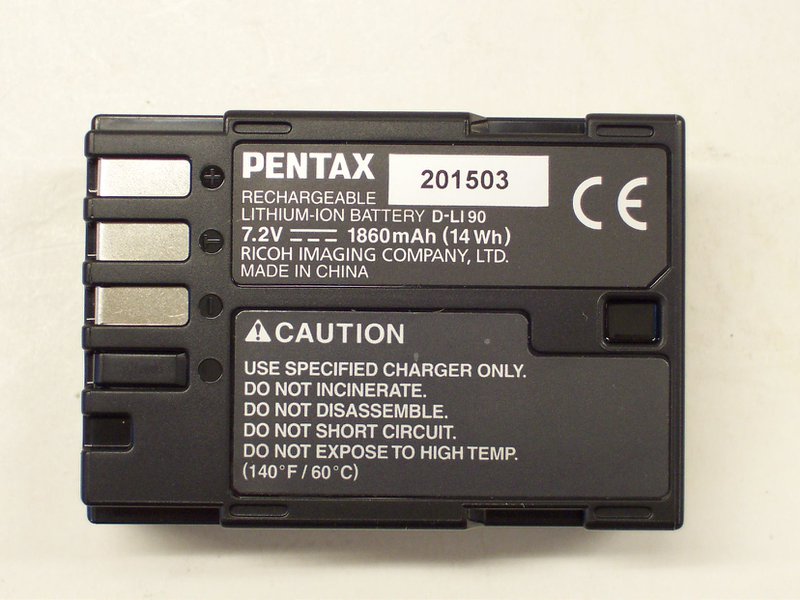 PENTAX 201503
RECHARGEABLE
LITHIUM-ION BATTERY D-LI90
7.2V ⎓ 1860mAh (14Wh)
RICOH IMAGING COMPANY, LTD.
MADE IN CHINA
CE
⚠CAUTION
USE SPECIFIED CHARGER ONLY.
DO NOT INCINERATE.
DO NOT DISASSEMBLE.
DO NOT SHORT CIRCUIT.
DO NOT EXPOSE TO HIGH TEMP.
(140°F / 60°C)